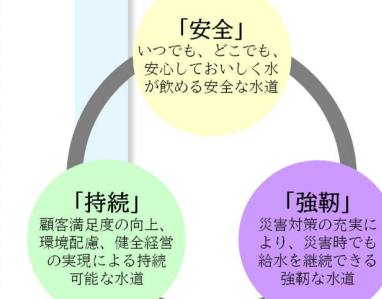 「安全」
いつでも、どこでも、
安心しておいしく水
が飲める安全な水道
「持続」
顧客満足度の向上、
環境配慮、健全経営
の実現による持続
可能な水道
「強靭」
災害対策の充実に
より、災害時でも
給水を継続できる
強靭な水道